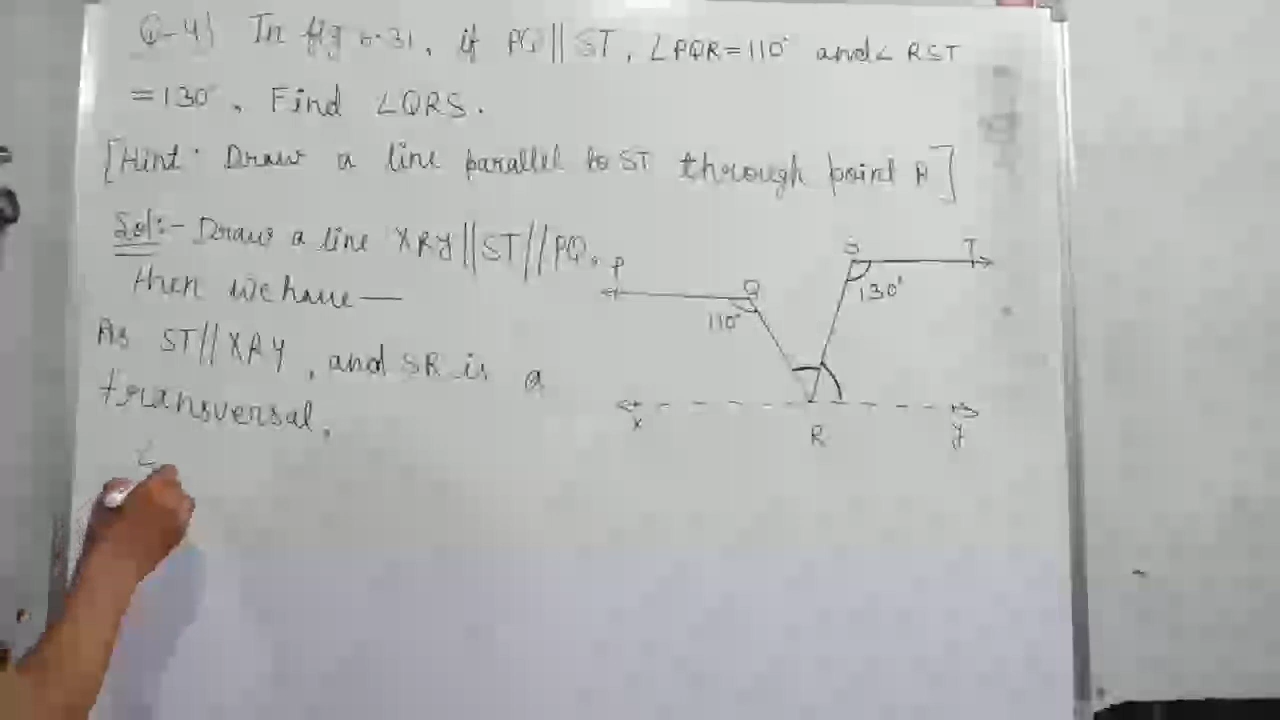 Q-4) In fig 6.31, if PQ || ST, ∠PQR = 110° and ∠ RST
= 130°. Find ∠QRS.
[Hint: Draw a line parallel to ST through point R]
Sol:- Draw a line XRY || ST // PQ.
then we have —
As ST // XRY, and SR is a
transversal,
∠
P
Q
110°
S
T
130°
X
R
Y